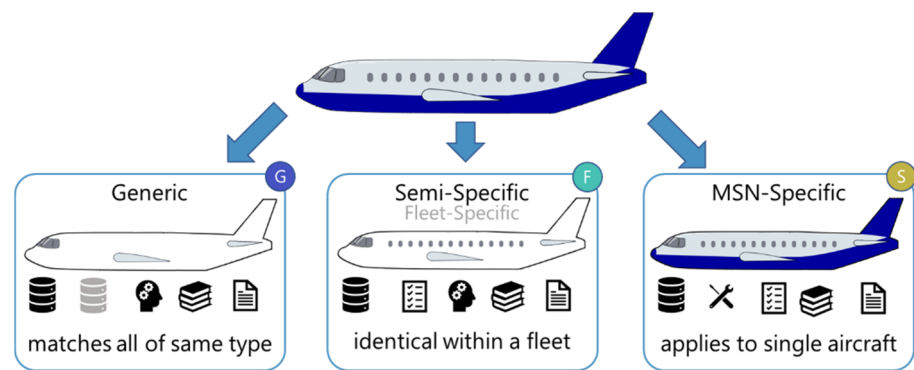 G
Generic
matches all of same type
F
Semi-Specific
Fleet-Specific
identical within a fleet
S
MSN-Specific
applies to single aircraft